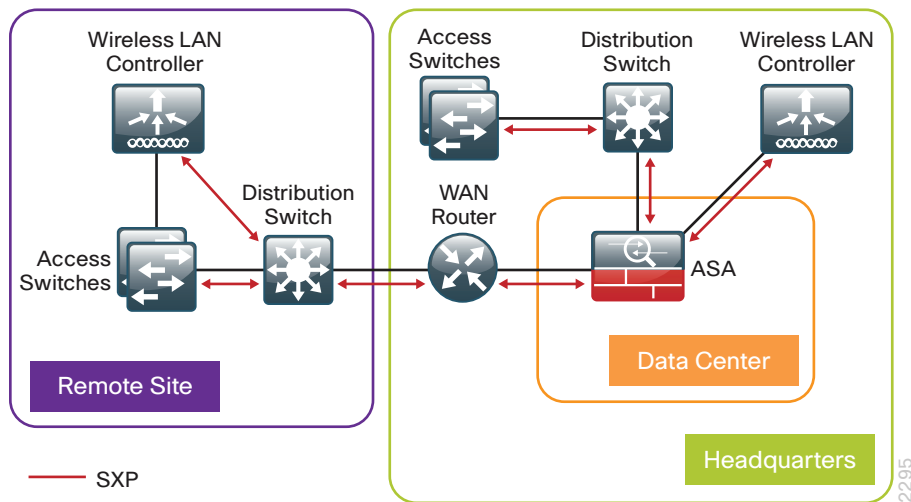 Wireless LAN
Controller
Distribution
Switch
Access
Switches
Remote Site
SXP
Access
Switches
Distribution
Switch
Wireless LAN
Controller
WAN
Router
ASA
Data Center
Headquarters
2295